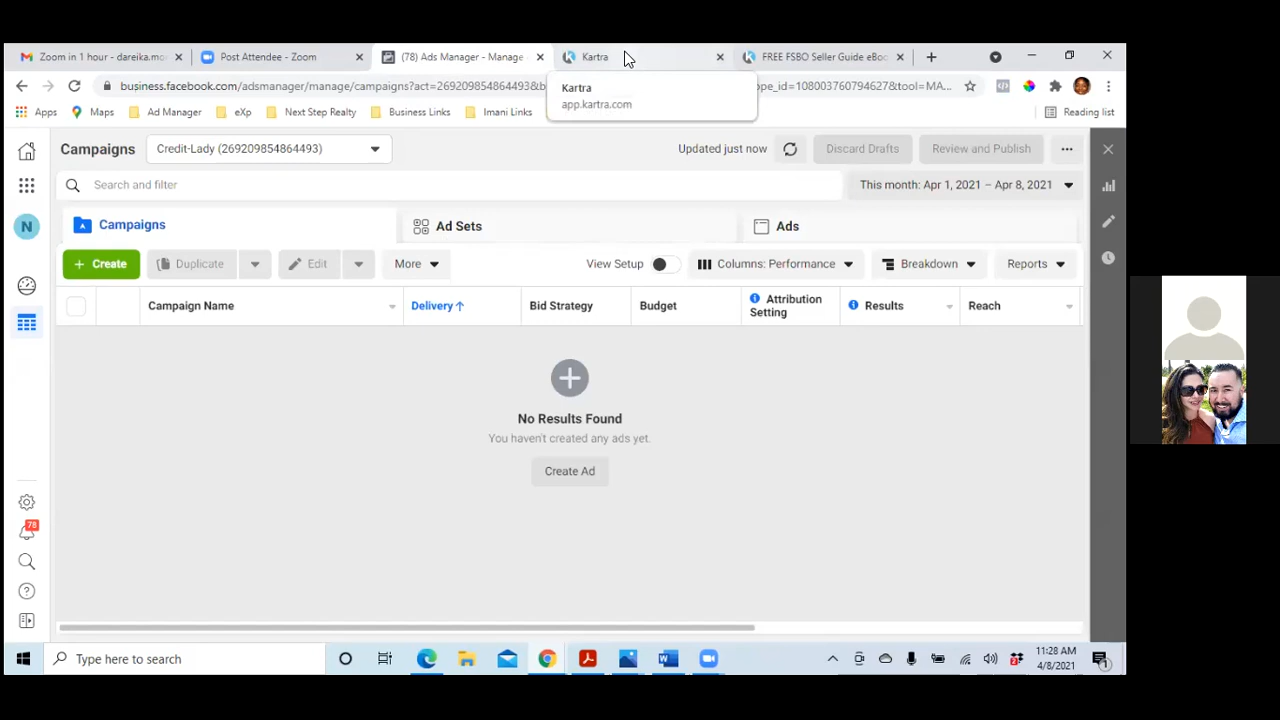 Zoom in 1 hour - dareika.mo
Post Attendee - Zoom
(78) Ads Manager - Manage
Kartra
FREE FSBO Seller Guide eBoo
business.facebook.com/adsmanager/manage/campaigns?act=269209854864493&b
pe_id=108003760794627&tool=MA...
Kartra
app.kartra.com
Apps
Maps
Ad Manager
eXp
Next Step Realty
Business Links
Imani Links
Reading list
Campaigns
Credit-Lady (269209854864493)
Updated just now
Discard Drafts
Review and Publish
Search and filter
This month: Apr 1, 2021 – Apr 8, 2021
N
Campaigns
Ad Sets
Ads
+ Create
Duplicate
Edit
More
View Setup
Columns: Performance
Breakdown
Reports
Campaign Name
Delivery ↑
Bid Strategy
Budget
Attribution
Setting
Results
Reach
No Results Found
You haven't created any ads yet.
Create Ad
78
Type here to search
11:28 AM
4/8/2021
1